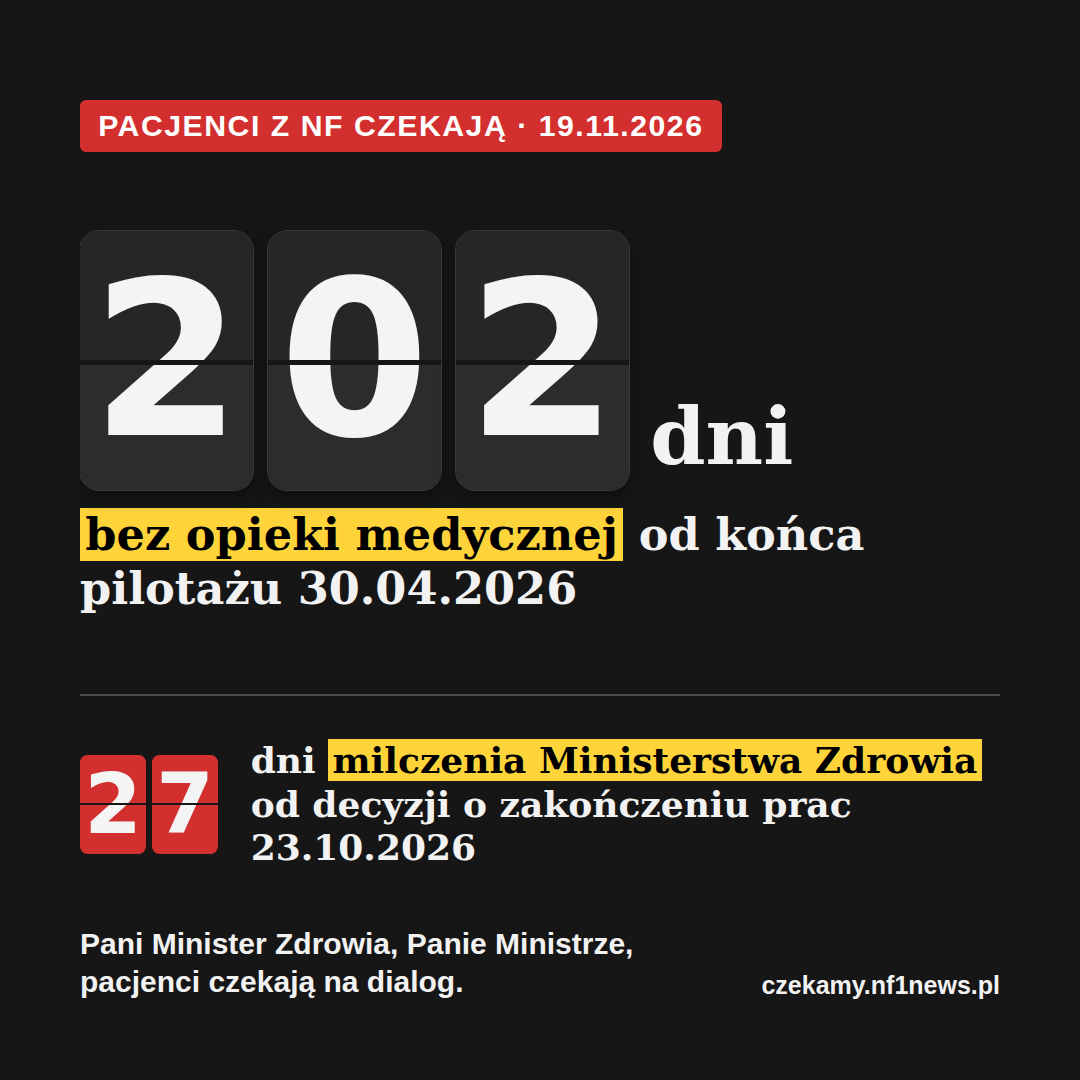 PACJENCI Z NF CZEKAJĄ · 19.11.2026
202 dni
bez opieki medycznej od końca
pilotażu 30.04.2026
27
dni milczenia Ministerstwa Zdrowia
od decyzji o zakończeniu prac
23.10.2026
Pani Minister Zdrowia, Panie Ministrze,
pacjenci czekają na dialog.
czekamy.nf1news.pl